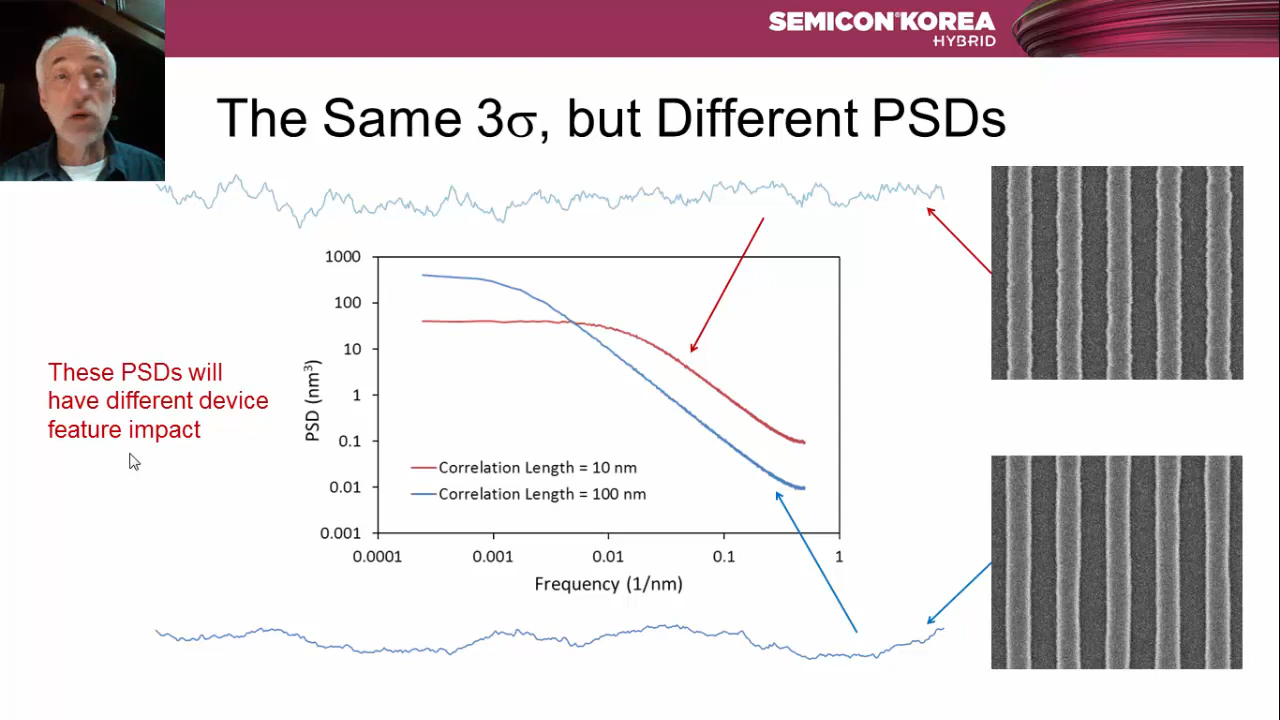 SEMICON KOREA
HYBRID
The Same 3σ, but Different PSDs
1000
100
10
1
0.1
0.01
0.001
PSD (nm³)
0.0001
0.001
0.01
0.1
1
Frequency (1/nm)
Correlation Length = 10 nm
Correlation Length = 100 nm
These PSDs will
have different device
feature impact